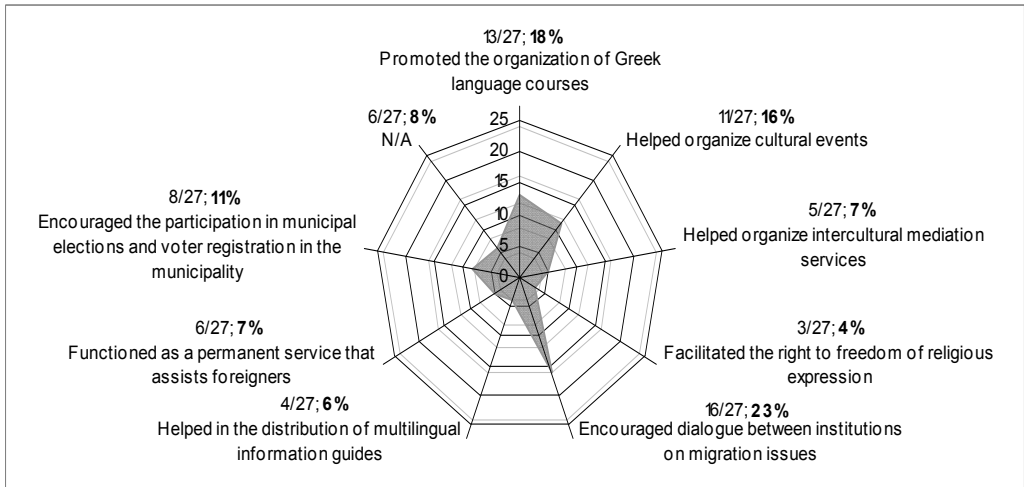 13/27; 18%
Promoted the organization of Greek
language courses
11/27; 16%
Helped organize cultural events
5/27; 7%
Helped organize intercultural mediation
services
3/27; 4%
Facilitated the right to freedom of religious
expression
16/27; 23%
Encouraged dialogue between institutions
on migration issues
4/27; 6%
Helped in the distribution of multilingual
information guides
6/27; 7%
Functioned as a permanent service that
assists foreigners
8/27; 11%
Encouraged the participation in municipal
elections and voter registration in the
municipality
6/27; 8%
N/A
25
20
15
10
5
0